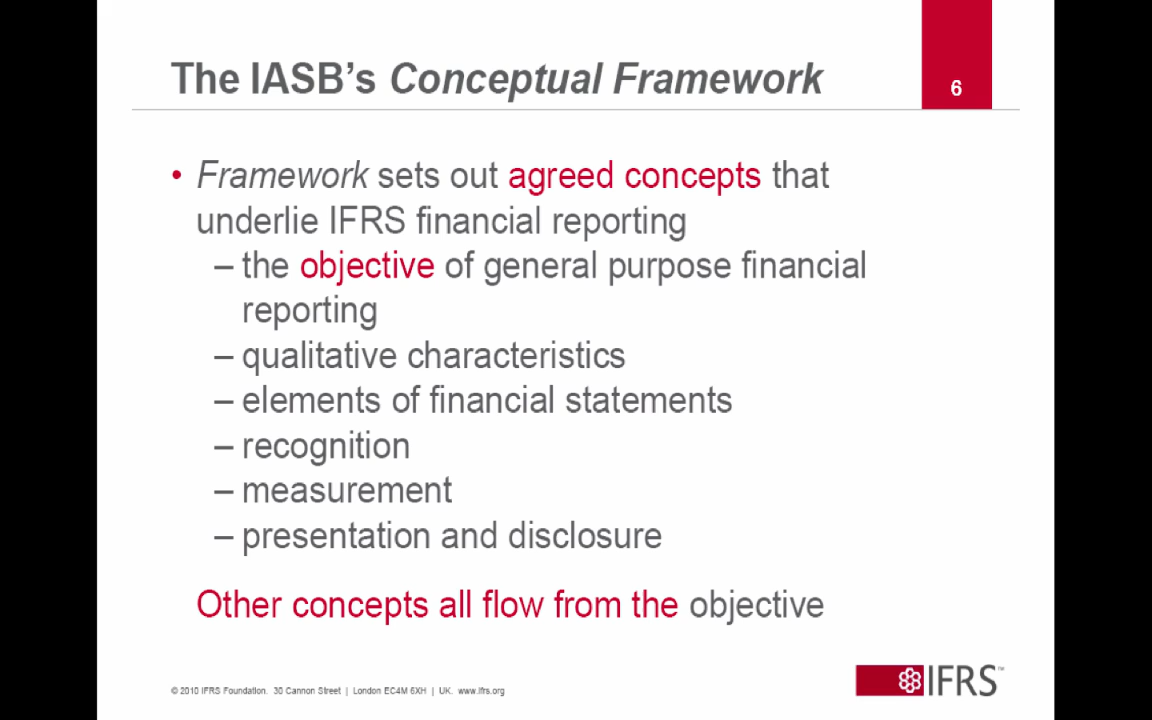 The IASB's Conceptual Framework
6
• Framework sets out agreed concepts that
underlie IFRS financial reporting
– the objective of general purpose financial
reporting
– qualitative characteristics
– elements of financial statements
– recognition
– measurement
– presentation and disclosure
Other concepts all flow from the objective
© 2010 IFRS Foundation. 30 Cannon Street | London EC4M 6XH | UK. www.ifrs.org
IFRS™